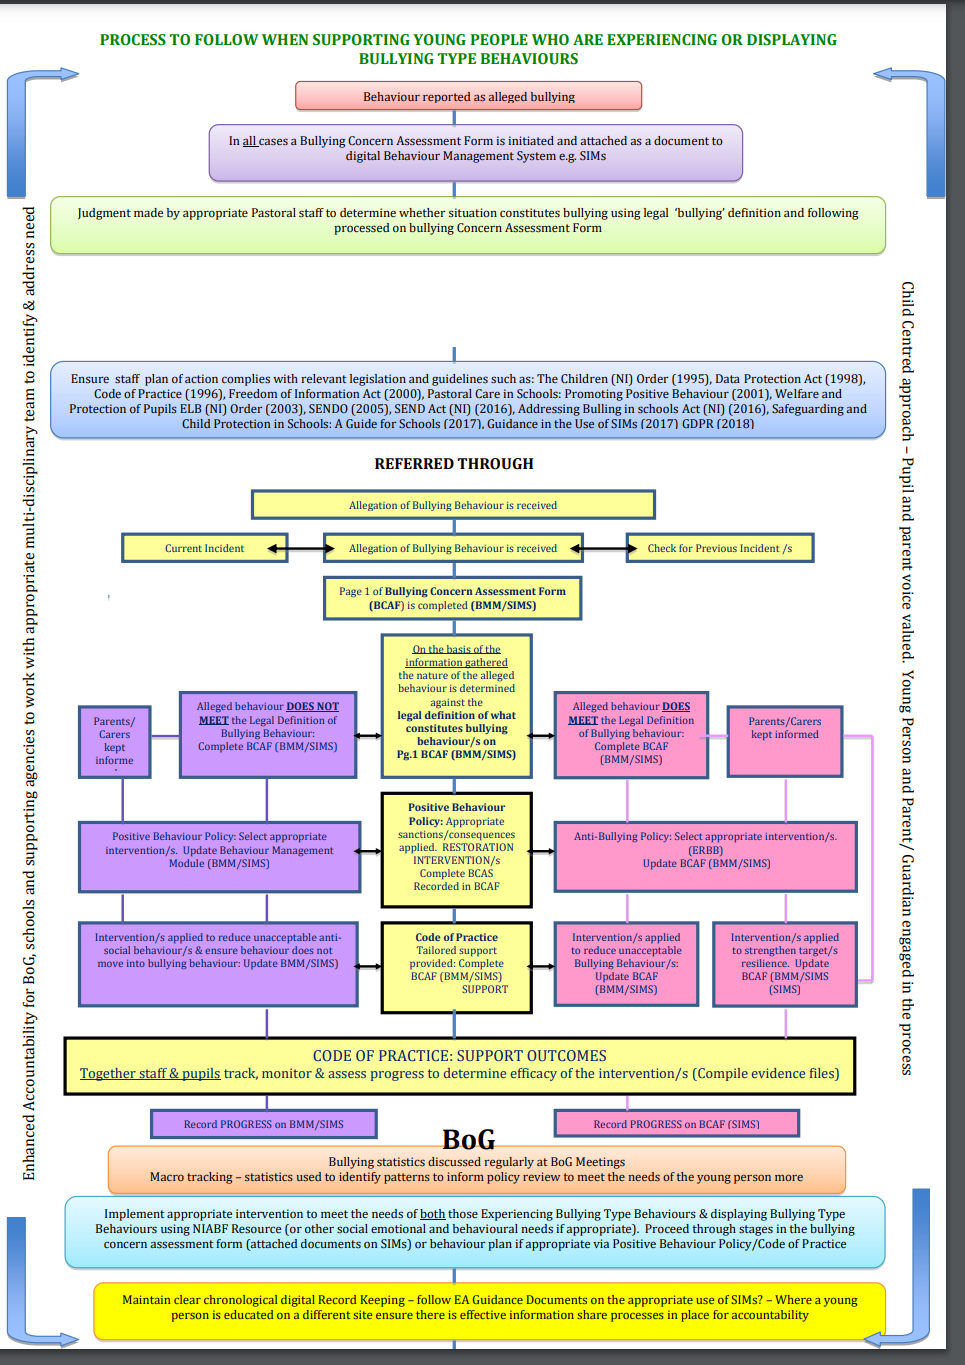 PROCESS TO FOLLOW WHEN SUPPORTING YOUNG PEOPLE WHO ARE EXPERIENCING OR DISPLAYING
BULLYING TYPE BEHAVIOURS
Behaviour reported as alleged bullying
In all cases a Bullying Concern Assessment Form is initiated and attached as a document to
digital Behaviour Management System e.g. SIMs
Judgment made by appropriate Pastoral staff to determine whether situation constitutes bullying using legal ‘bullying’ definition and following
processed on bullying Concern Assessment Form
Enhanced Accountability for BoG, schools and supporting agencies to work with appropriate multi-disciplinary team to identify & address need
Child Centred approach – Pupil and parent voice valued. Young Person and Parent/ Guardian engaged in the process
Ensure staff plan of action complies with relevant legislation and guidelines such as: The Children (NI) Order (1995), Data Protection Act (1998),
Code of Practice (1996), Freedom of Information Act (2000), Pastoral Care in Schools: Promoting Positive Behaviour (2001), Welfare and
Protection of Pupils ELB (NI) Order (2003), SENDO (2005), SEND Act (NI) (2016), Addressing Bulling in schools Act (NI) (2016), Safeguarding and
Child Protection in Schools: A Guide for Schools (2017), Guidance in the Use of SIMs (2017) GDPR (2018)
REFERRED THROUGH
Allegation of Bullying Behaviour is received
Current Incident
Allegation of Bullying Behaviour is received
Check for Previous Incident /s
Page 1 of Bullying Concern Assessment Form
(BCAF) is completed (BMM/SIMS)
On the basis of the
information gathered
the nature of the alleged
behaviour is determined
against the
legal definition of what
constitutes bullying
behaviour/s on
Pg.1 BCAF (BMM/SIMS)
Parents/
Carers
kept
informe
Alleged behaviour DOES NOT
MEET the Legal Definition of
Bullying Behaviour:
Complete BCAF (BMM/SIMS)
Alleged behaviour DOES
MEET the Legal Definition
of Bullying behaviour:
Complete BCAF
(BMM/SIMS)
Parents/Carers
kept informed
Positive Behaviour Policy: Select appropriate
intervention/s. Update Behaviour Management
Module (BMM/SIMS)
Positive Behaviour
Policy: Appropriate
sanctions/consequences
applied. RESTORATION
INTERVENTION/s
Complete BCAS
Recorded in BCAF
Anti-Bullying Policy: Select appropriate intervention/s.
(ERBB)
Update BCAF (BMM/SIMS)
Intervention/s applied to reduce unacceptable anti-
social behaviour/s & ensure behaviour does not
move into bullying behaviour: Update BMM/SIMS)
Code of Practice
Tailored support
provided: Complete
BCAF (BMM/SIMS)
SUPPORT
Intervention/s applied
to reduce unacceptable
Bullying Behaviour/s:
Update BCAF
(BMM/SIMS)
Intervention/s applied
to strengthen target/s
resilience. Update
BCAF (BMM/SIMS
(SIMS)
CODE OF PRACTICE: SUPPORT OUTCOMES
Together staff & pupils track, monitor & assess progress to determine efficacy of the intervention/s (Compile evidence files)
Record PROGRESS on BMM/SIMS
Record PROGRESS on BCAF (SIMS)
BoG
Bullying statistics discussed regularly at BoG Meetings
Macro tracking – statistics used to identify patterns to inform policy review to meet the needs of the young person more
Implement appropriate intervention to meet the needs of both those Experiencing Bullying Type Behaviours & displaying Bullying Type
Behaviours using NIABF Resource (or other social emotional and behavioural needs if appropriate). Proceed through stages in the bullying
concern assessment form (attached documents on SIMs) or behaviour plan if appropriate via Positive Behaviour Policy/Code of Practice
Maintain clear chronological digital Record Keeping – follow EA Guidance Documents on the appropriate use of SIMs? – Where a young
person is educated on a different site ensure there is effective information share processes in place for accountability